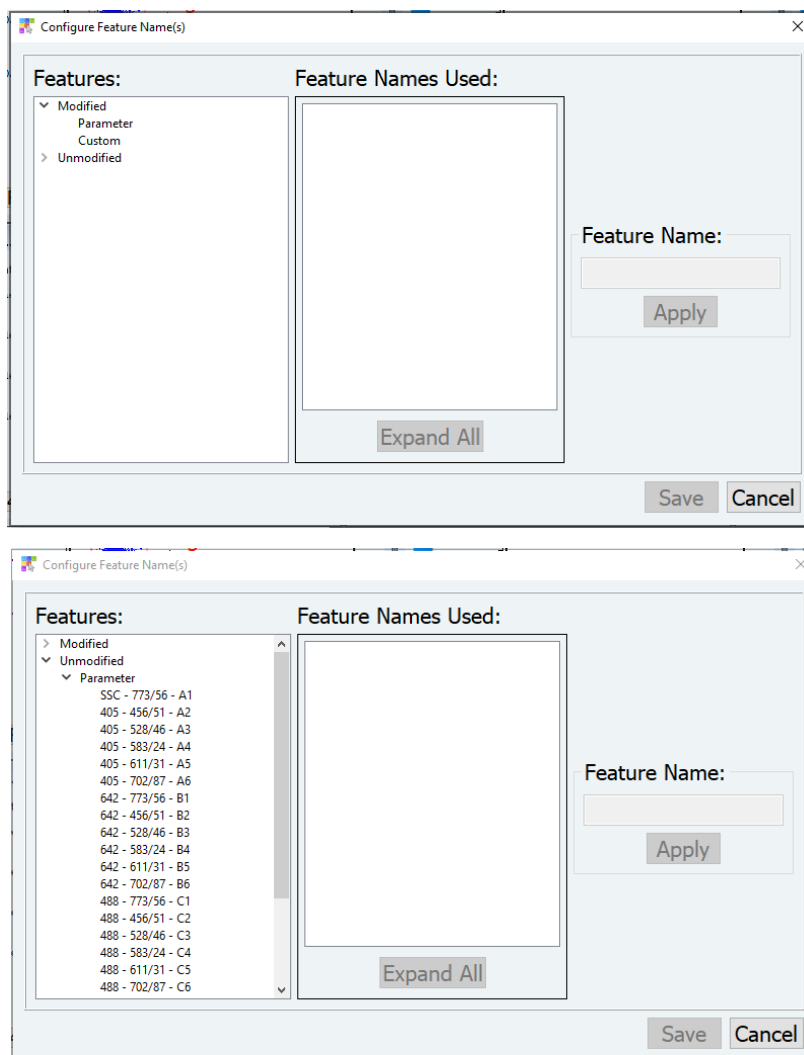 Configure Feature Name(s)
Features:
Feature Names Used:
Modified
Parameter
Custom
Unmodified
Feature Name:
Apply
Expand All
Save
Cancel
Configure Feature Name(s)
Features:
Feature Names Used:
Modified
Unmodified
Parameter
SSC - 773/56 - A1
405 - 456/51 - A2
405 - 528/46 - A3
405 - 583/24 - A4
405 - 611/31 - A5
405 - 702/87 - A6
642 - 773/56 - B1
642 - 456/51 - B2
642 - 528/46 - B3
642 - 583/24 - B4
642 - 611/31 - B5
642 - 702/87 - B6
488 - 773/56 - C1
488 - 456/51 - C2
488 - 528/46 - C3
488 - 583/24 - C4
488 - 611/31 - C5
488 - 702/87 - C6
Feature Name:
Apply
Expand All
Save
Cancel